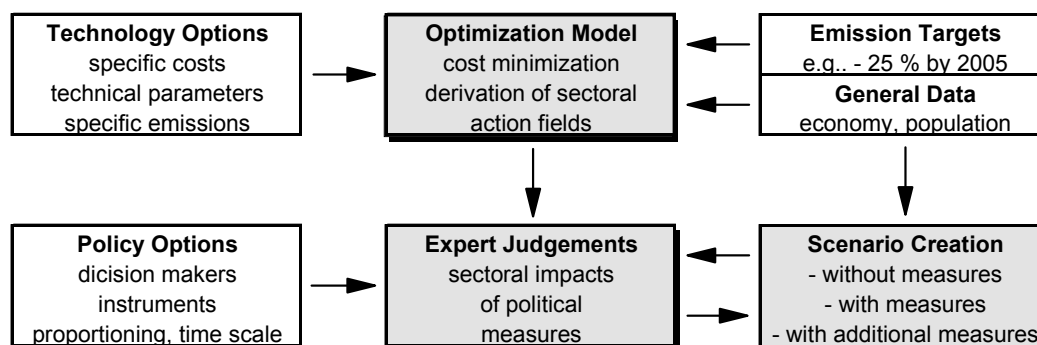 Technology Options
specific costs
technical parameters
specific emissions
Optimization Model
cost minimization
derivation of sectoral
action fields
Emission Targets
e.g.. - 25 % by 2005
General Data
economy, population
Policy Options
dicision makers
instruments
proportioning, time scale
Expert Judgements
sectoral impacts
of political
measures
Scenario Creation
- without measures
- with measures
- with additional measures